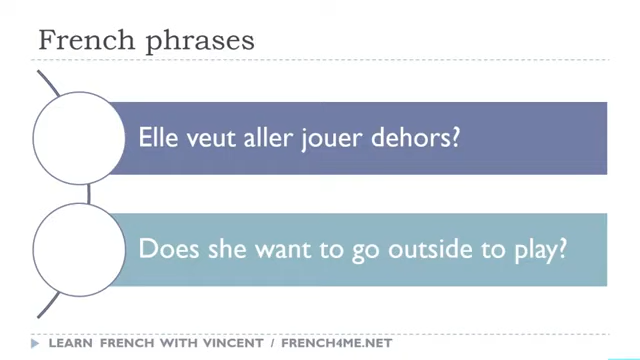 French phrases
Elle veut aller jouer dehors?
Does she want to go outside to play?
LEARN FRENCH WITH VINCENT / FRENCH4ME.NET